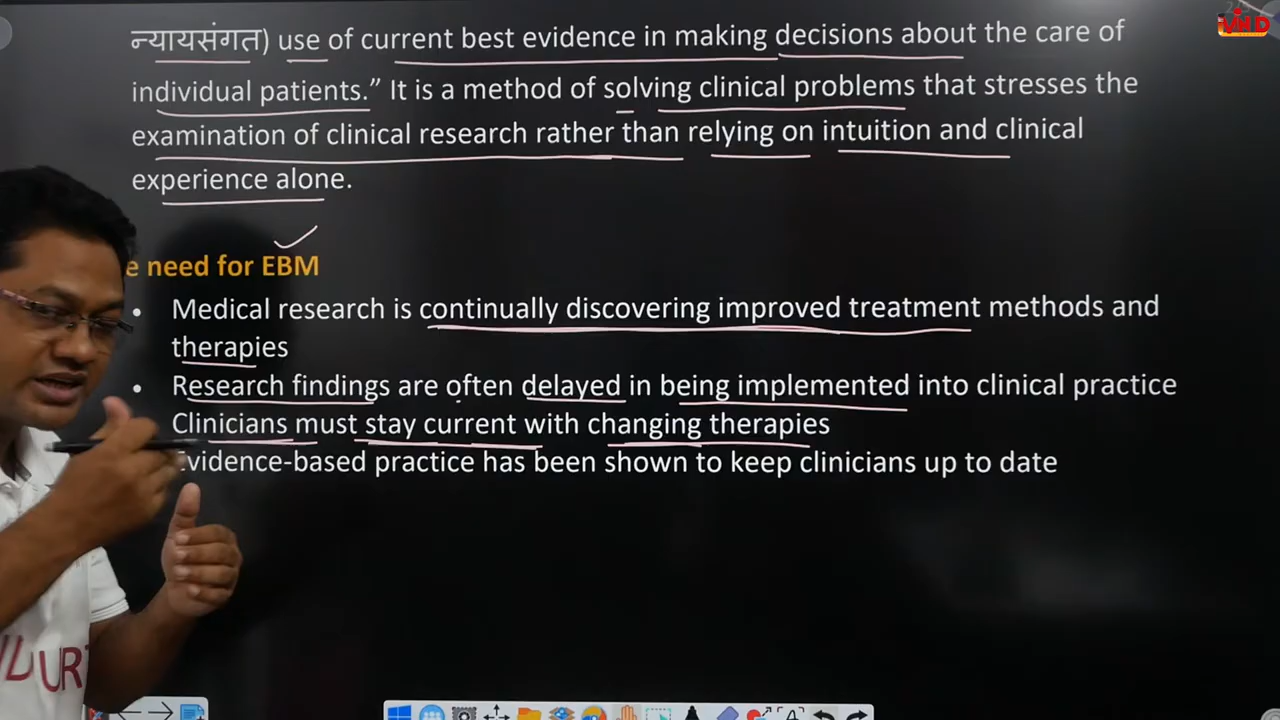 न्यायसंगत) use of current best evidence in making decisions about the care of
individual patients.” It is a method of solving clinical problems that stresses the
examination of clinical research rather than relying on intuition and clinical
experience alone.
e need for EBM
• Medical research is continually discovering improved treatment methods and
therapies
• Research findings are often delayed in being implemented into clinical practice
Clinicians must stay current with changing therapies
Evidence-based practice has been shown to keep clinicians up to date